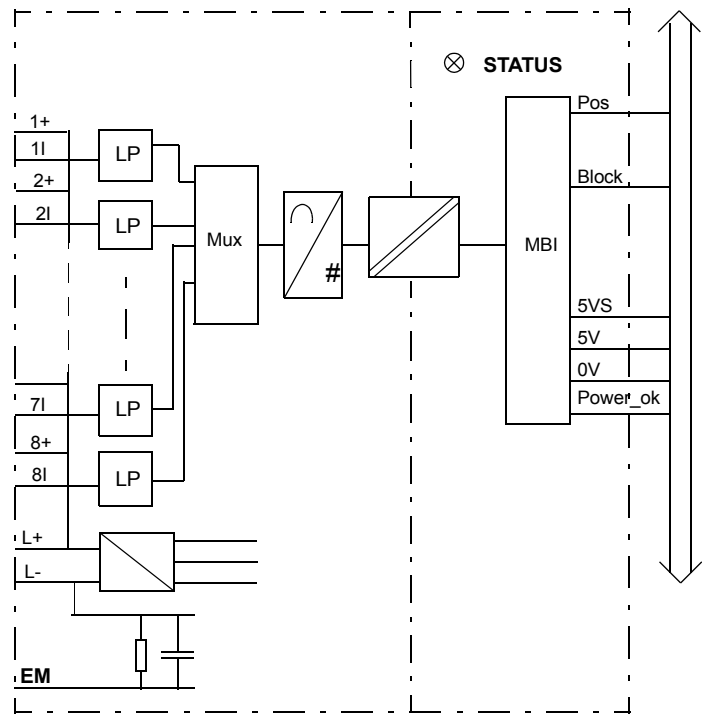 STATUS
1+
1I
2+
2I
LP
LP
Mux
#
MBI
Pos
Block
5VS
5V
0V
Power_ok
7I
8+
8I
LP
LP
L+
L-
EM